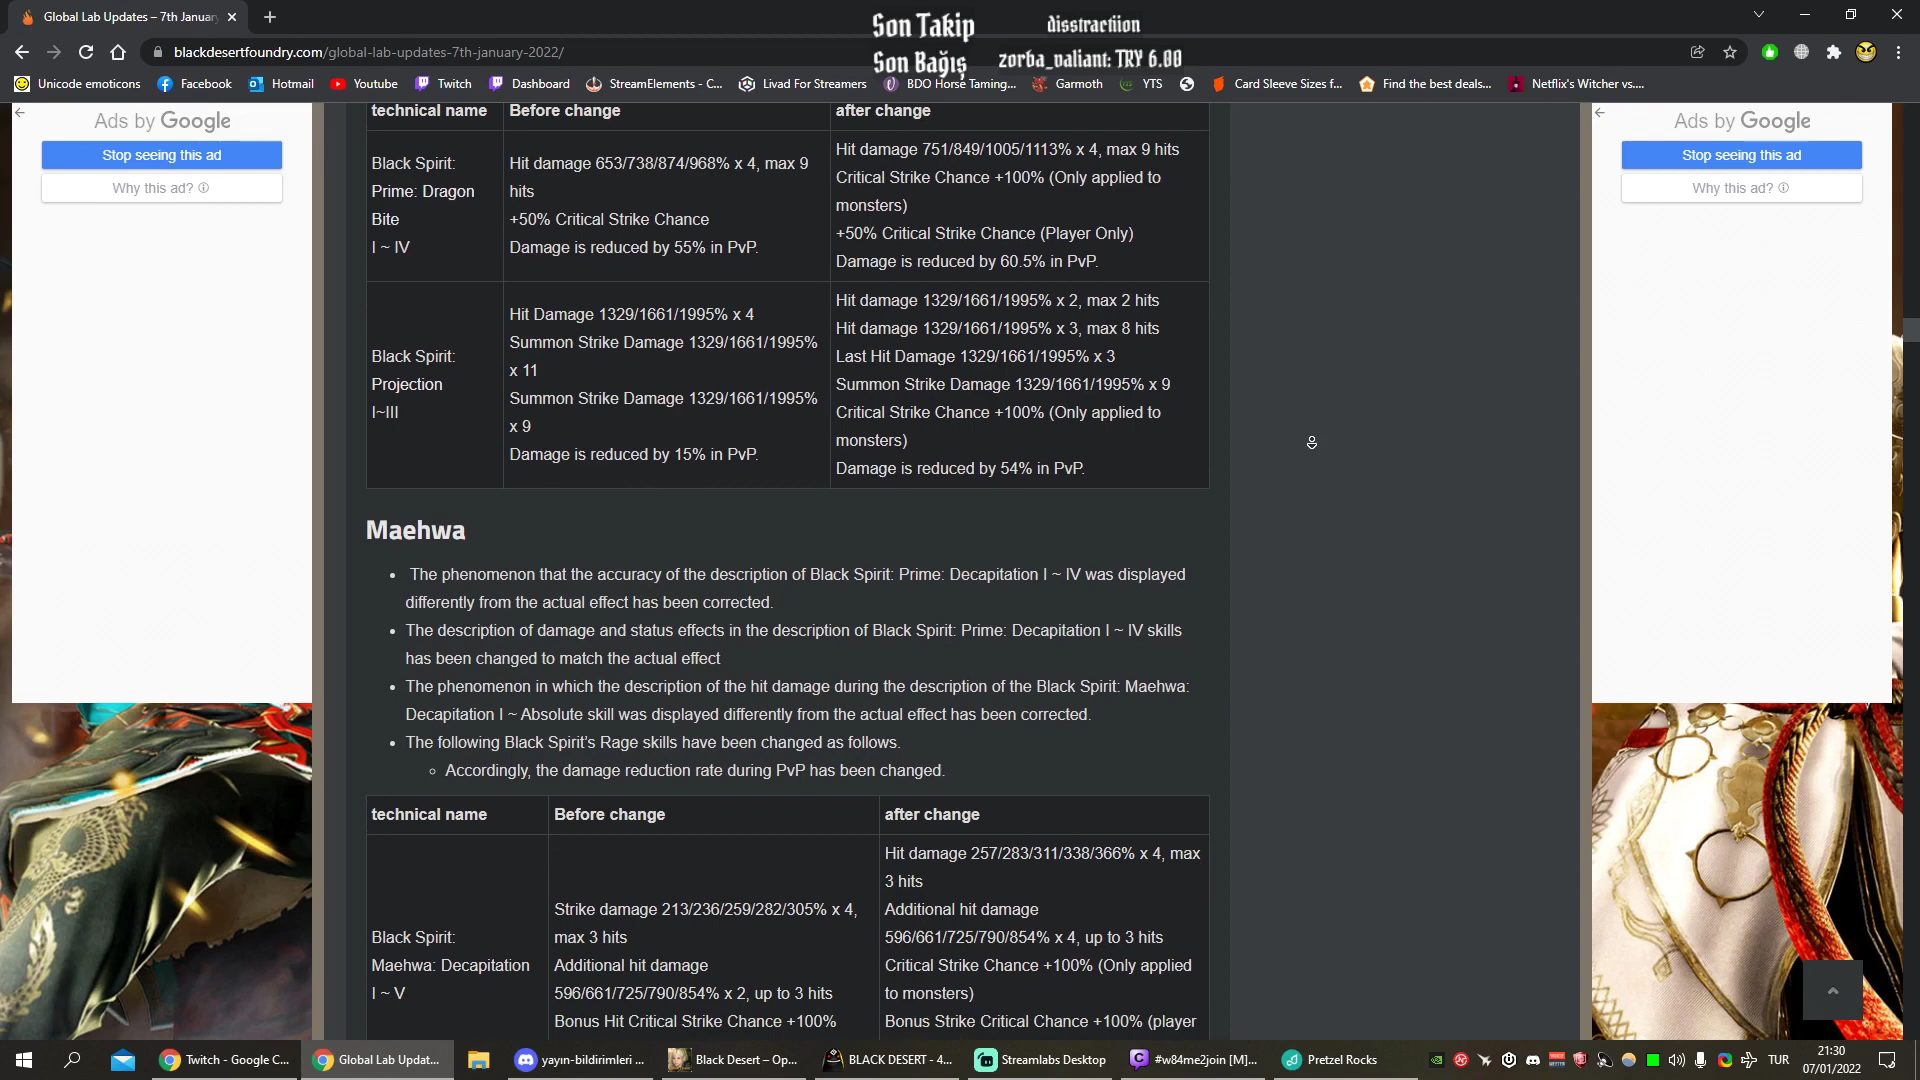 Global Lab Updates – 7th Januar
Son Takip
disstractiion
Son Bağış
zorba_valiant: TRY 6.00
blackdesertfoundry.com/global-lab-updates-7th-january-2022/
Unicode emoticons
Facebook
Hotmail
Youtube
Twitch
Dashboard
StreamElements - C...
Livad For Streamers
BDO Horse Taming...
Garmoth
YTS
Card Sleeve Sizes f...
Find the best deals...
Netflix's Witcher vs....
Ads by Google
Stop seeing this ad
Why this ad?
technical name
Before change
after change
Black Spirit:
Prime: Dragon
Bite
I ~ IV
Hit damage 653/738/874/968% x 4, max 9
hits
+50% Critical Strike Chance
Damage is reduced by 55% in PvP.
Hit damage 751/849/1005/1113% x 4, max 9 hits
Critical Strike Chance +100% (Only applied to
monsters)
+50% Critical Strike Chance (Player Only)
Damage is reduced by 60.5% in PvP.
Black Spirit:
Projection
I~III
Hit Damage 1329/1661/1995% x 4
Summon Strike Damage 1329/1661/1995%
x 11
Summon Strike Damage 1329/1661/1995%
x 9
Damage is reduced by 15% in PvP.
Hit damage 1329/1661/1995% x 2, max 2 hits
Hit damage 1329/1661/1995% x 3, max 8 hits
Last Hit Damage 1329/1661/1995% x 3
Summon Strike Damage 1329/1661/1995% x 9
Critical Strike Chance +100% (Only applied to
monsters)
Damage is reduced by 54% in PvP.
Maehwa
• The phenomenon that the accuracy of the description of Black Spirit: Prime: Decapitation I ~ IV was displayed
differently from the actual effect has been corrected.
• The description of damage and status effects in the description of Black Spirit: Prime: Decapitation I ~ IV skills
has been changed to match the actual effect
• The phenomenon in which the description of the hit damage during the description of the Black Spirit: Maehwa:
Decapitation I ~ Absolute skill was displayed differently from the actual effect has been corrected.
• The following Black Spirit's Rage skills have been changed as follows.
◦ Accordingly, the damage reduction rate during PvP has been changed.
technical name
Before change
after change
Black Spirit:
Maehwa: Decapitation
I ~ V
Strike damage 213/236/259/282/305% x 4,
max 3 hits
Additional hit damage
596/661/725/790/854% x 2, up to 3 hits
Bonus Hit Critical Strike Chance +100%
Hit damage 257/283/311/338/366% x 4, max
3 hits
Additional hit damage
596/661/725/790/854% x 4, up to 3 hits
Critical Strike Chance +100% (Only applied
to monsters)
Bonus Strike Critical Chance +100% (player
Ads by Google
Stop seeing this ad
Why this ad?
Twitch - Google C...
Global Lab Updat...
yayın-bildirimleri ...
Black Desert – Op...
BLACK DESERT - 4...
Streamlabs Desktop
#w84me2join [M]...
Pretzel Rocks
TUR
21:30
07/01/2022